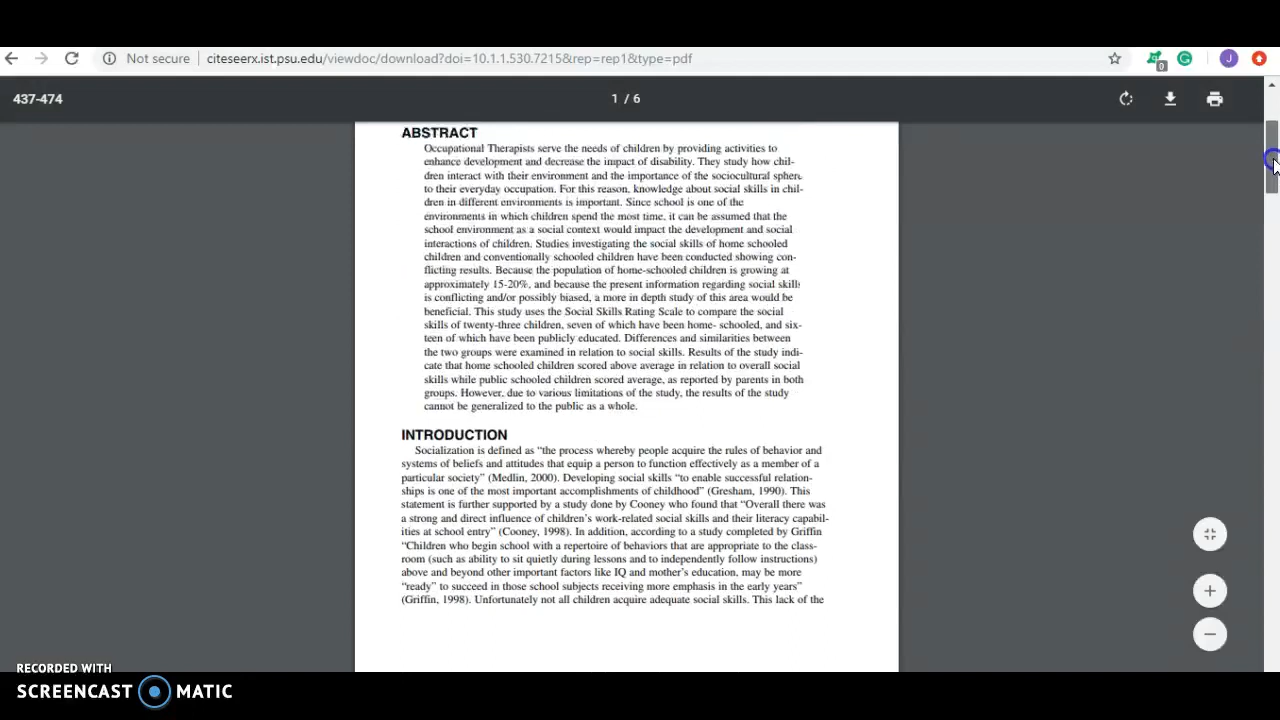 Not secure citeseerx.ist.psu.edu/viewdoc/download?doi=10.1.1.530.7215&rep=rep1&type=pdf 0 J
437-474 1 / 6
ABSTRACT
Occupational Therapists serve the needs of children by providing activities to
enhance development and decrease the impact of disability. They study how chil-
dren interact with their environment and the importance of the sociocultural sphere
to their everyday occupation. For this reason, knowledge about social skills in chil-
dren in different environments is important. Since school is one of the
environments in which children spend the most time, it can be assumed that the
school environment as a social context would impact the development and social
interactions of children. Studies investigating the social skills of home schooled
children and conventionally schooled children have been conducted showing con-
flicting results. Because the population of home-schooled children is growing at
approximately 15-20%, and because the present information regarding social skills
is conflicting and/or possibly biased, a more in depth study of this area would be
beneficial. This study uses the Social Skills Rating Scale to compare the social
skills of twenty-three children, seven of which have been home- schooled, and six-
teen of which have been publicly educated. Differences and similarities between
the two groups were examined in relation to social skills. Results of the study indi-
cate that home schooled children scored above average in relation to overall social
skills while public schooled children scored average, as reported by parents in both
groups. However, due to various limitations of the study, the results of the study
cannot be generalized to the public as a whole.
INTRODUCTION
Socialization is defined as “the process whereby people acquire the rules of behavior and
systems of beliefs and attitudes that equip a person to function effectively as a member of a
particular society” (Medlin, 2000). Developing social skills “to enable successful relation-
ships is one of the most important accomplishments of childhood” (Gresham, 1990). This
statement is further supported by a study done by Cooney who found that “Overall there was
a strong and direct influence of children’s work-related social skills and their literacy capabil-
ities at school entry” (Cooney, 1998). In addition, according to a study completed by Griffin
“Children who begin school with a repertoire of behaviors that are appropriate to the class-
room (such as ability to sit quietly during lessons and to independently follow instructions)
above and beyond other important factors like IQ and mother’s education, may be more
“ready” to succeed in those school subjects receiving more emphasis in the early years”
(Griffin, 1998). Unfortunately not all children acquire adequate social skills. This lack of the
RECORDED WITH
SCREENCAST MATIC